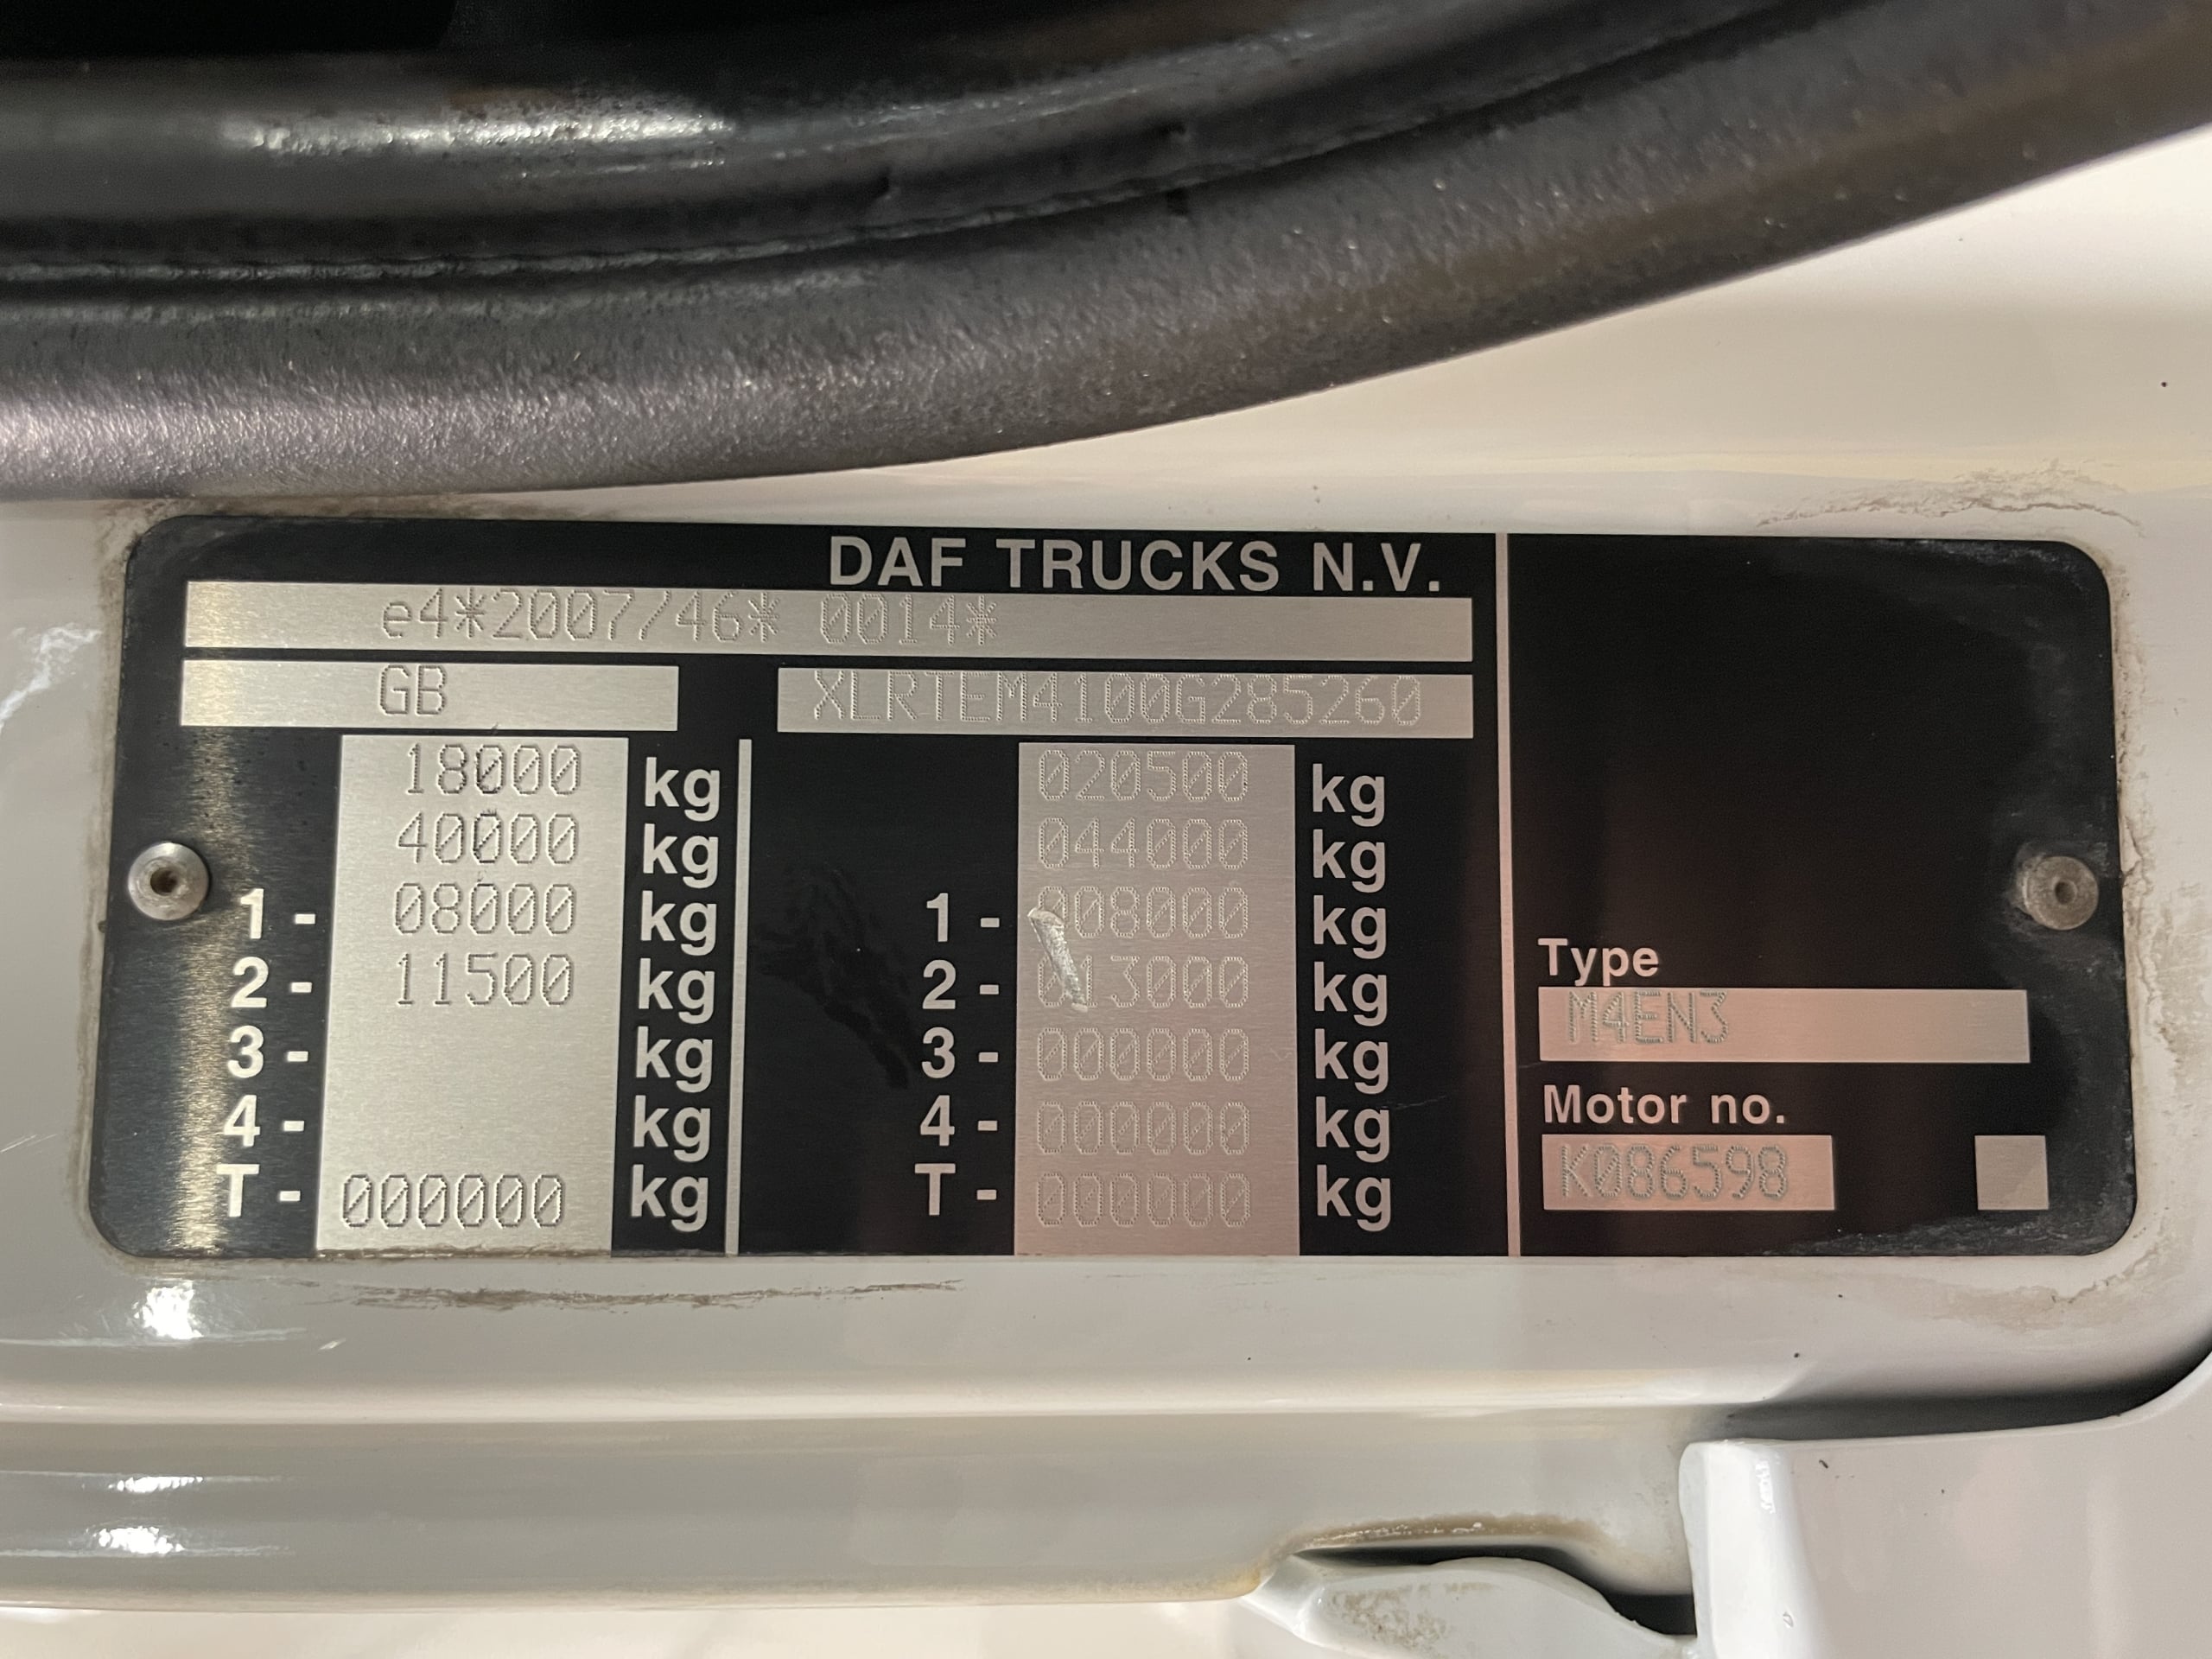 DAF TRUCKS N.V.
e4*2007/46* 0014*
GB XLRTEM4100G285260
18000 kg 020500 kg
40000 kg 044000 kg
1- 08000 kg 1- 008000 kg
2- 11500 kg 2- 013000 kg
3- kg 3- 000000 kg
4- kg 4- 000000 kg
T- 000000 kg T- 000000 kg
Type
M4EN3
Motor no.
K086598